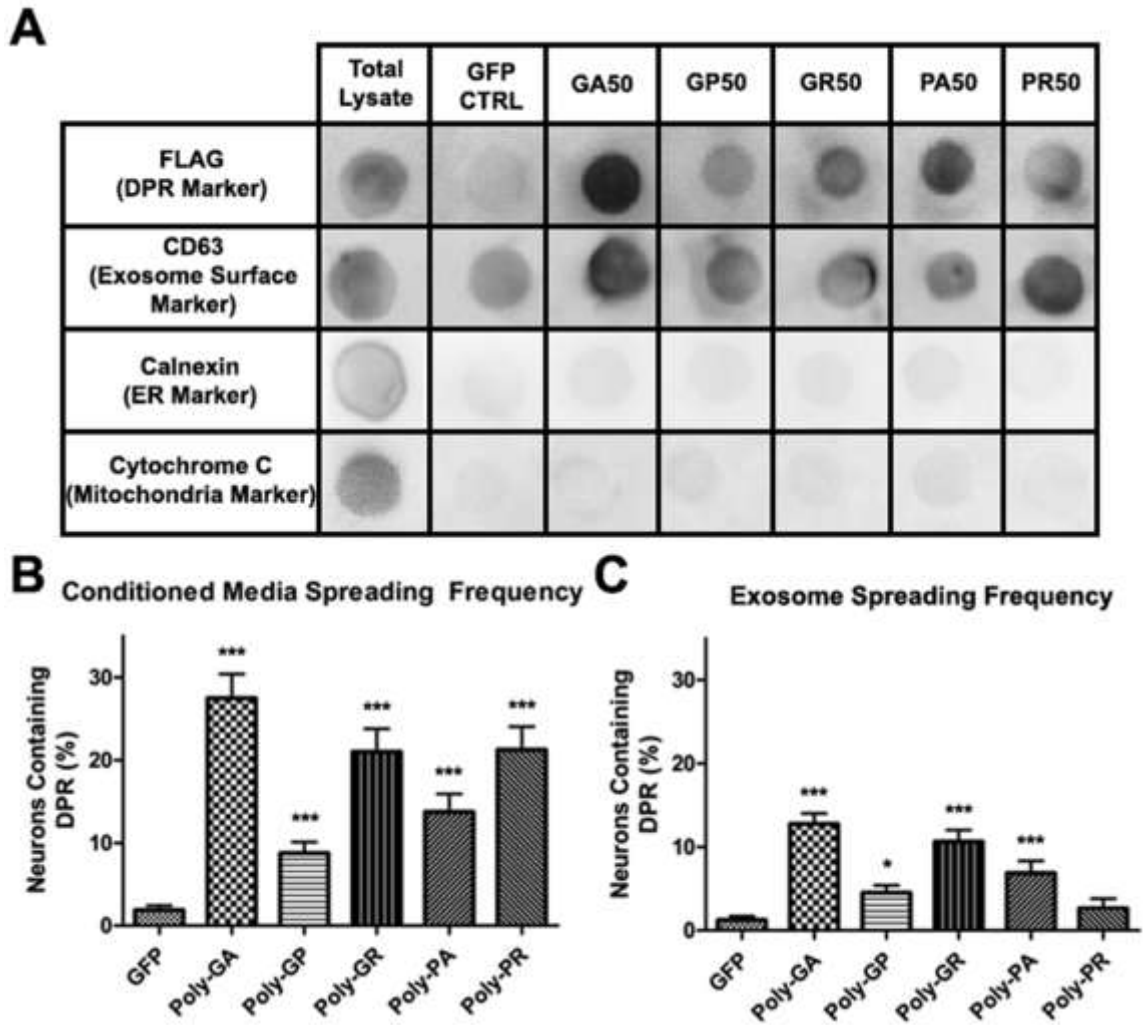 A
Total
Lysate
GFP
CTRL
GA50
GP50
GR50
PA50
PR50
FLAG
(DPR Marker)
CD63
(Exosome Surface
Marker)
Calnexin
(ER Marker)
Cytochrome C
(Mitochondria Marker)
B
Conditioned Media Spreading Frequency
Neurons Containing
DPR (%)
30
20
10
0
***
***
***
***
***
GFP
Poly-GA
Poly-GP
Poly-GR
Poly-PA
Poly-PR
C
Exosome Spreading Frequency
Neurons Containing
DPR (%)
30
20
10
0
***
*
***
***
GFP
Poly-GA
Poly-GP
Poly-GR
Poly-PA
Poly-PR